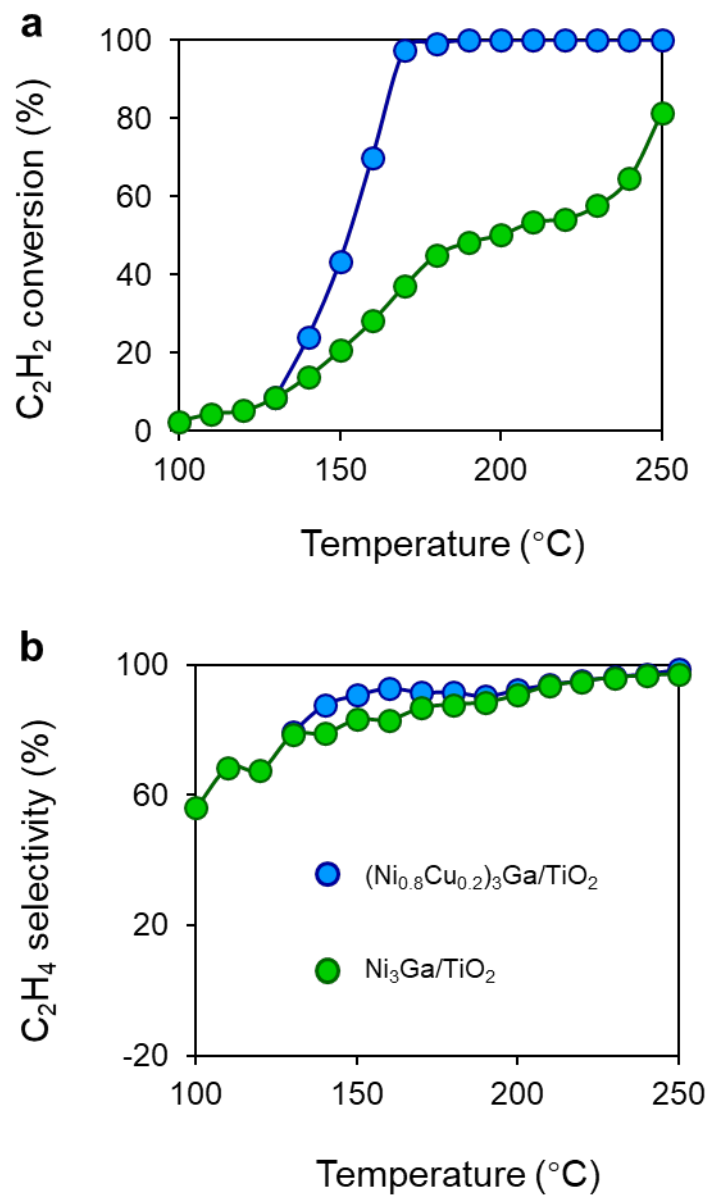 a
C₂H₂ conversion (%)
100
80
60
40
20
0
100 150 200 250
Temperature (°C)
b
C₂H₄ selectivity (%)
100
60
20
-20
(Ni₀.₈Cu₀.₂)₃Ga/TiO₂
Ni₃Ga/TiO₂
100 150 200 250
Temperature (°C)